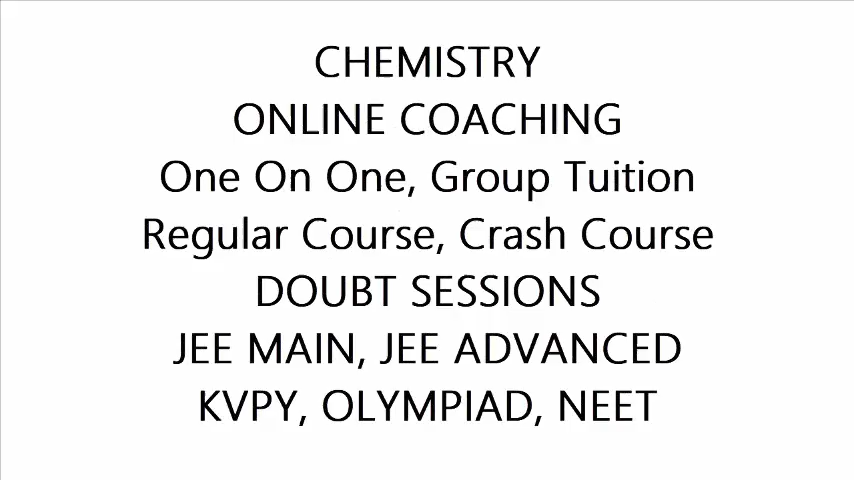 CHEMISTRY
ONLINE COACHING
One On One, Group Tuition
Regular Course, Crash Course
DOUBT SESSIONS
JEE MAIN, JEE ADVANCED
KVPY, OLYMPIAD, NEET